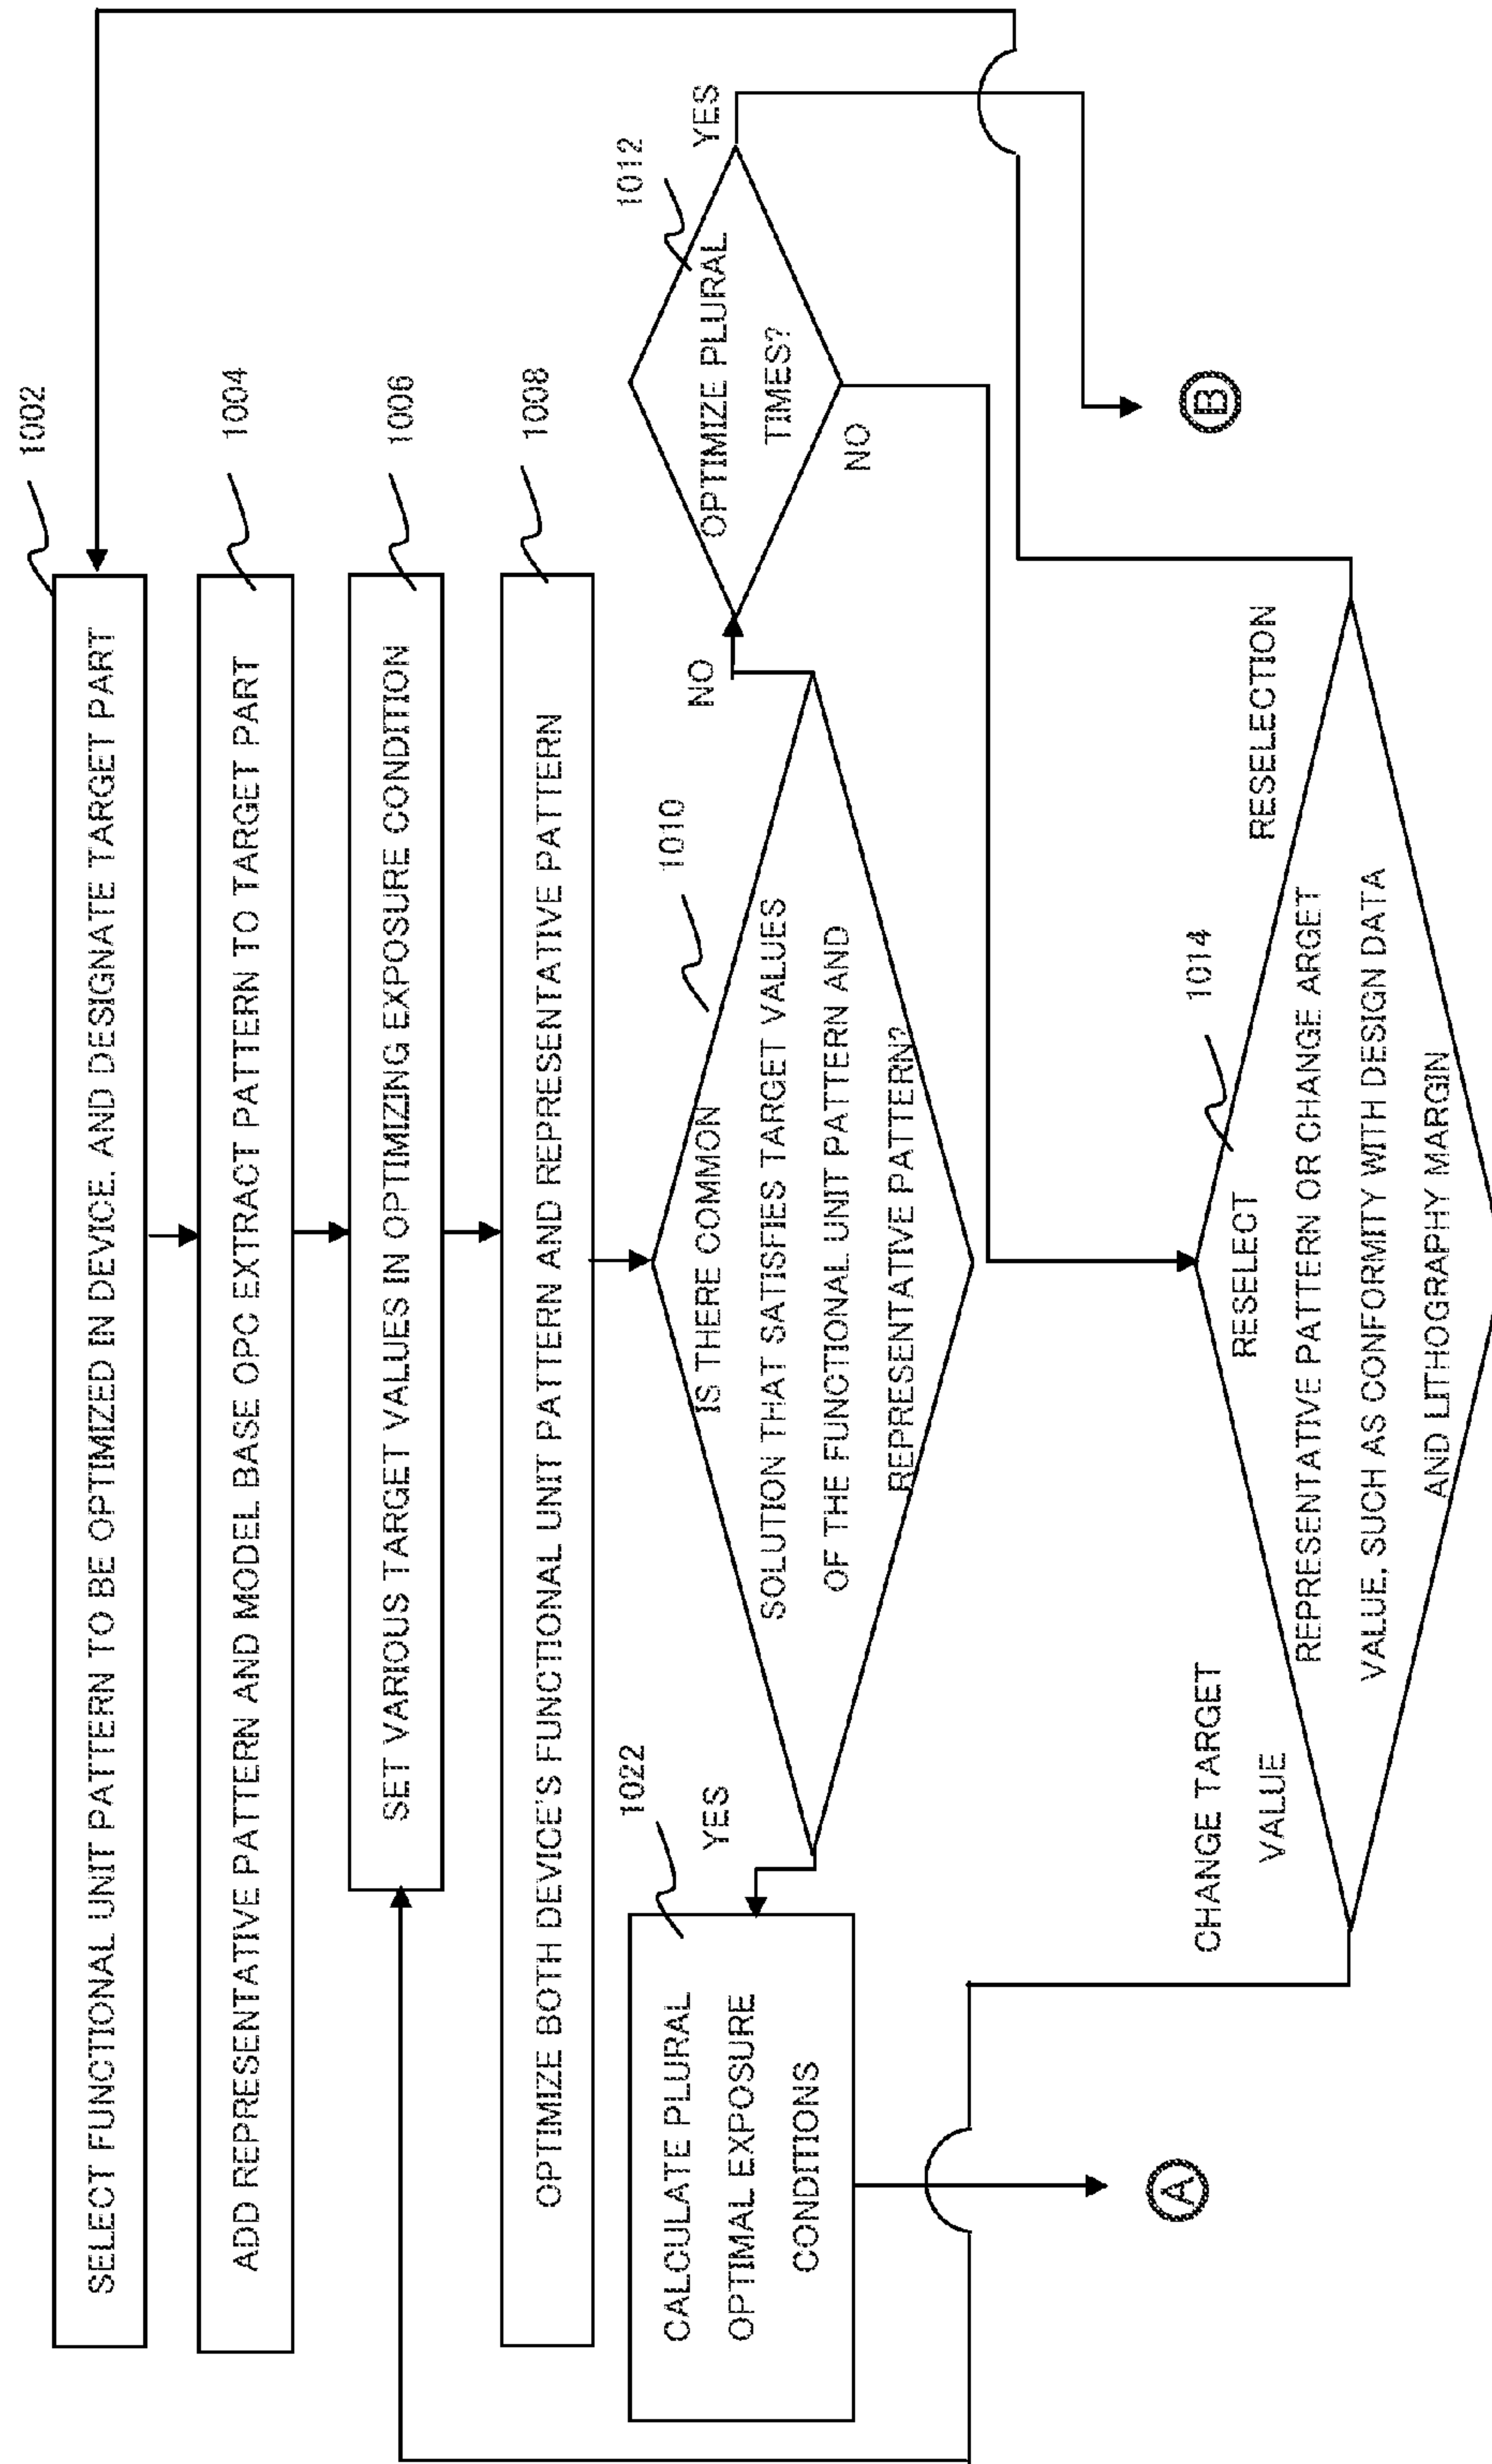 1002
SELECT FUNCTIONAL UNIT PATTERN TO BE OPTIMIZED IN DEVICE, AND DESIGNATE TARGET PART
1004
ADD REPRESENTATIVE PATTERN AND MODEL BASE OPC EXTRACT PATTERN TO TARGET PART
1006
SET VARIOUS TARGET VALUES IN OPTIMIZING EXPOSURE CONDITION
1008
OPTIMIZE BOTH DEVICE'S FUNCTIONAL UNIT PATTERN AND REPRESENTATIVE PATTERN
1022
CALCULATE PLURAL
OPTIMAL EXPOSURE
CONDITIONS
YES
1010
IS THERE COMMON
SOLUTION THAT SATISFIES TARGET VALUES
OF THE FUNCTIONAL UNIT PATTERN AND
REPRESENTATIVE PATTERN?
NO
1012
OPTIMIZE PLURAL
TIMES?
YES
NO
A
B
CHANGE TARGET
VALUE
1014
RESELECT
REPRESENTATIVE PATTERN OR CHANGE ARGET
VALUE, SUCH AS CONFORMITY WITH DESIGN DATA
AND LITHOGRAPHY MARGIN
RESELECTION